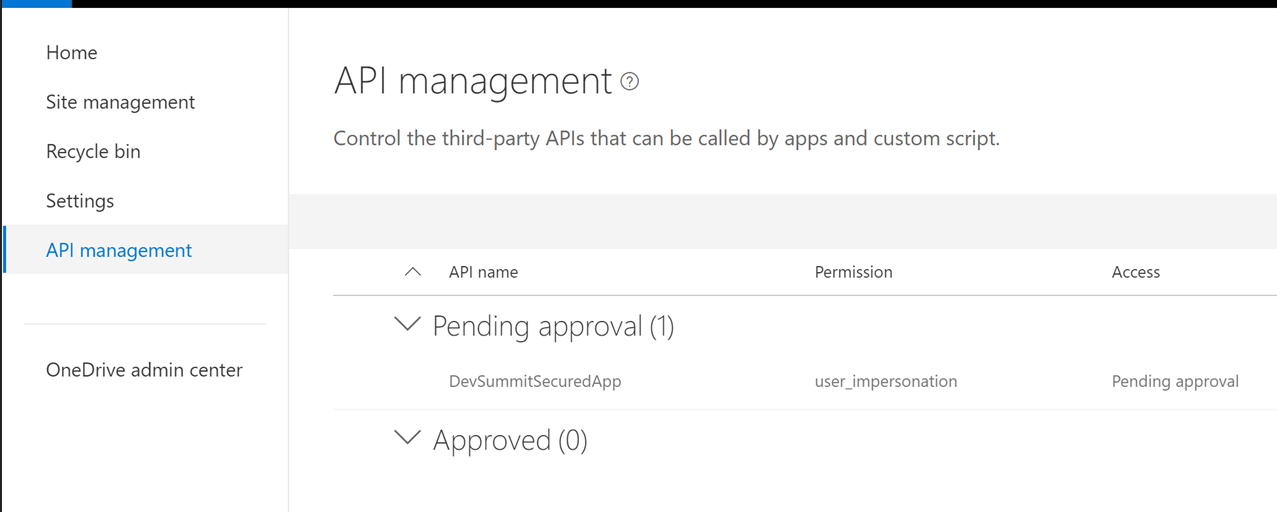 Home
Site management
Recycle bin
Settings
API management
OneDrive admin center
API management ?
Control the third-party APIs that can be called by apps and custom script.
API name Permission Access
Pending approval (1)
DevSummitSecuredApp user_impersonation Pending approval
Approved (0)